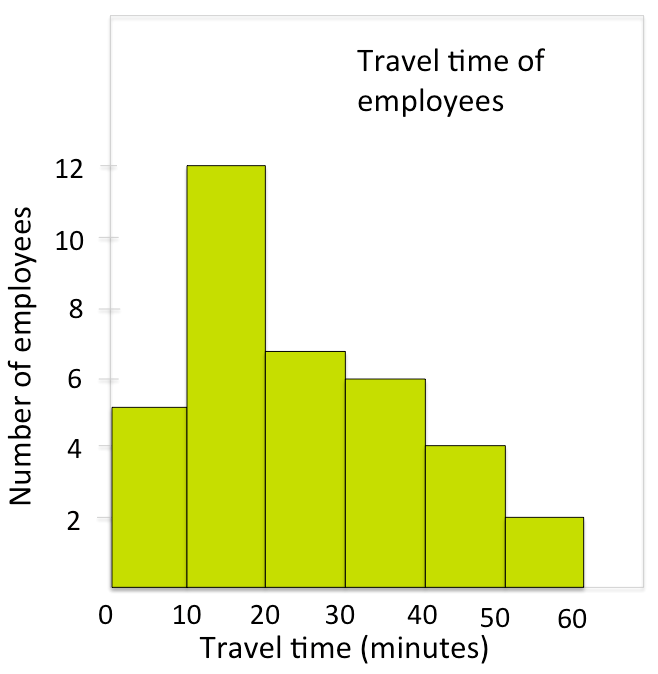 Travel time of
employees
12
10
8
6
4
2
Number of employees
0 10 20 30 40 50 60
Travel time (minutes)